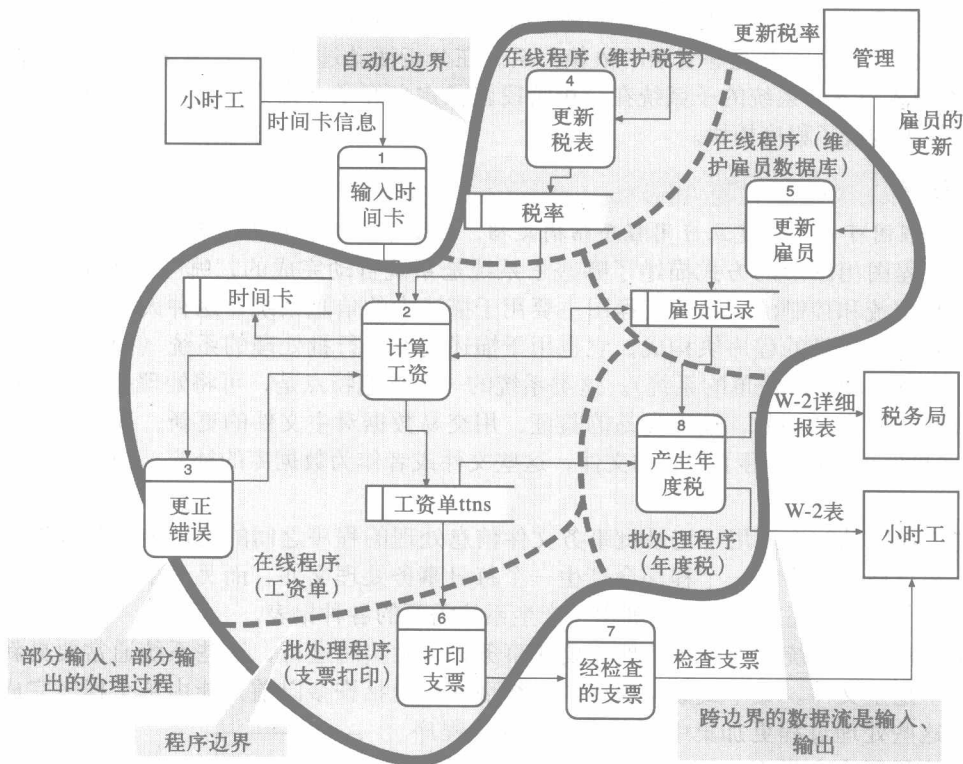 更新税率
管理
自动化边界
在线程序（维护税表）
4
更新
税表
小时工
时间卡信息
雇员的
更新
在线程序（维
护雇员数据库）
1
输入时
间卡
5
更新
雇员
税率
时间卡
2
计算
工资
雇员记录
W-2详细
报表
税务局
8
产生年
度税
3
更正
错误
工资单ttns
W-2表
小时工
在线程序
（工资单）
批处理程序
（年度税）
部分输入、部分输
出的处理过程
批处理程序
（支票打印）
6
打印
支票
7
经检查
的支票
检查支票
程序边界
跨边界的数据流是输入、
输出